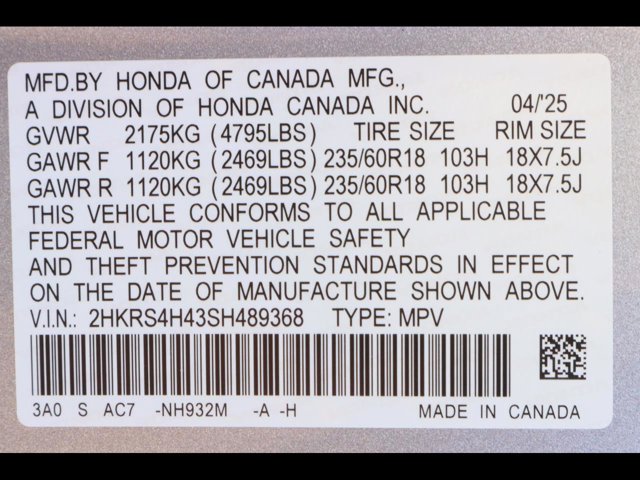 MFD.BY HONDA OF CANADA MFG.,
A DIVISION OF HONDA CANADA INC. 04/'25
GVWR 2175KG (4795LBS) TIRE SIZE RIM SIZE
GAWR F 1120KG (2469LBS) 235/60R18 103H 18X7.5J
GAWR R 1120KG (2469LBS) 235/60R18 103H 18X7.5J
THIS VEHICLE CONFORMS TO ALL APPLICABLE
FEDERAL MOTOR VEHICLE SAFETY
AND THEFT PREVENTION STANDARDS IN EFFECT
ON THE DATE OF MANUFACTURE SHOWN ABOVE.
V.I.N.: 2HKRS4H43SH489368 TYPE: MPV
3A0 S AC7 -NH932M -A -H MADE IN CANADA